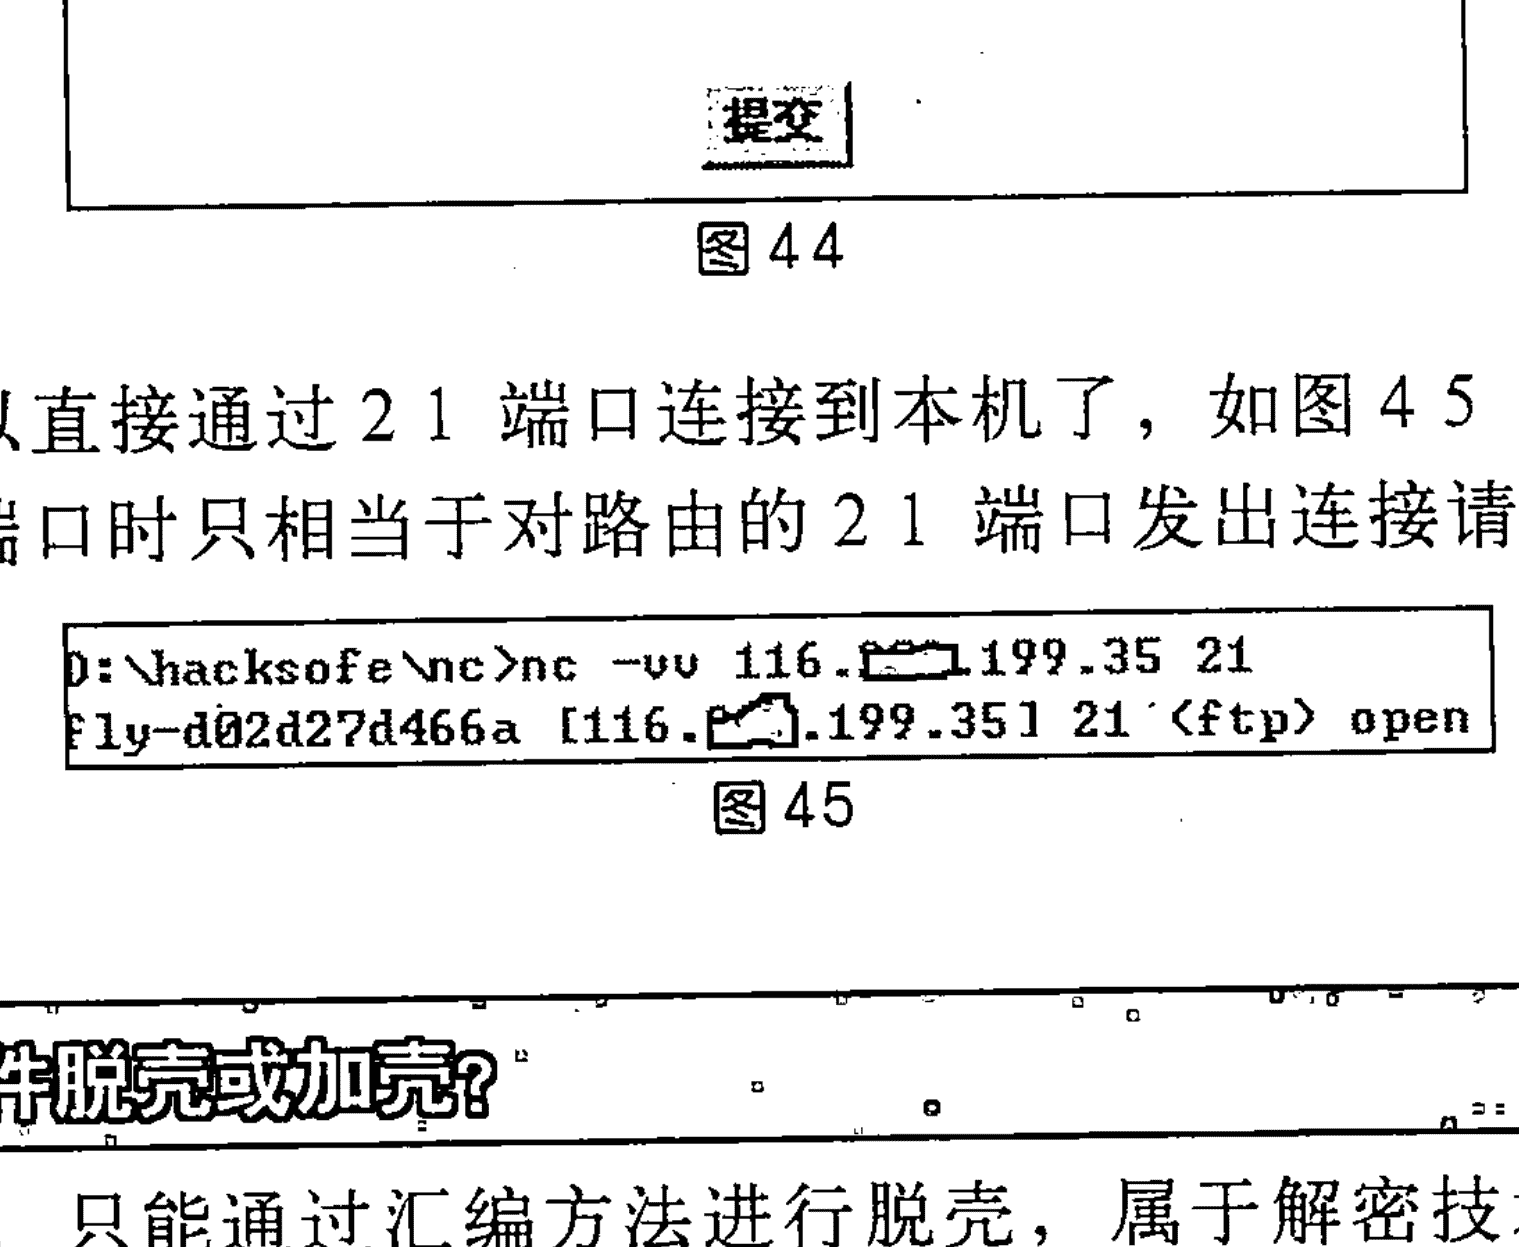 提交
图44
直接通过21端口连接到本机了，如图45
端口时只相当于对路由的21端口发出连接请
D:\hacksofe\nc>nc -vv 116. .199.35 21
fly-d02d27d466a [116. .199.35] 21 (ftp) open
图45
件脱壳或加壳?
只能通过汇编方法进行脱壳，属于解密技